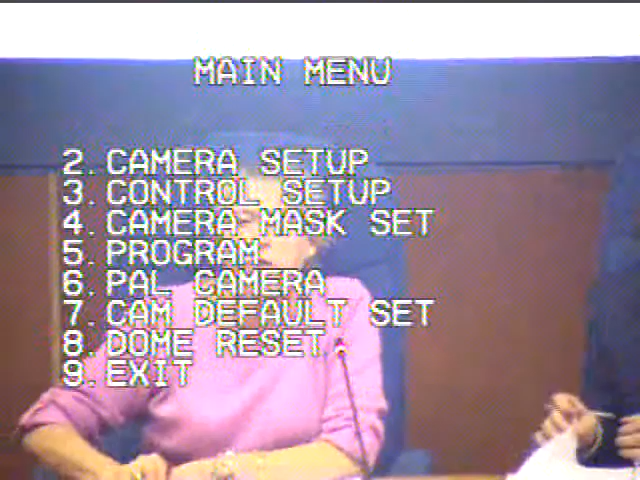 MAIN MENU
2. CAMERA SETUP
3. CONTROL SETUP
4. CAMERA MASK SET
5. PROGRAM
6. PAL CAMERA
7. CAM DEFAULT SET
8. DOME RESET
9. EXIT